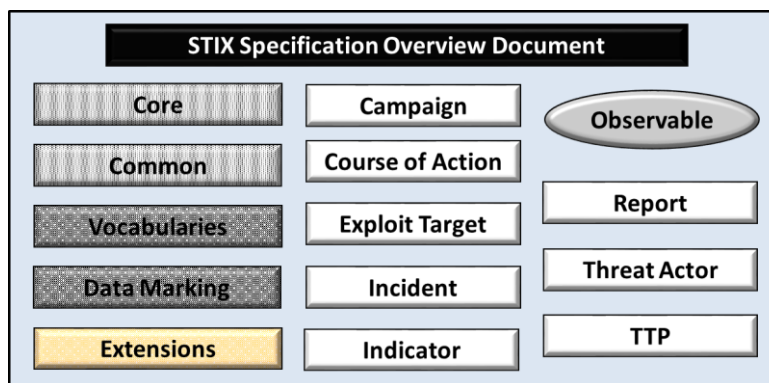 STIX Specification Overview Document
Core
Common
Vocabularies
Data Marking
Extensions
Campaign
Course of Action
Exploit Target
Incident
Indicator
Observable
Report
Threat Actor
TTP